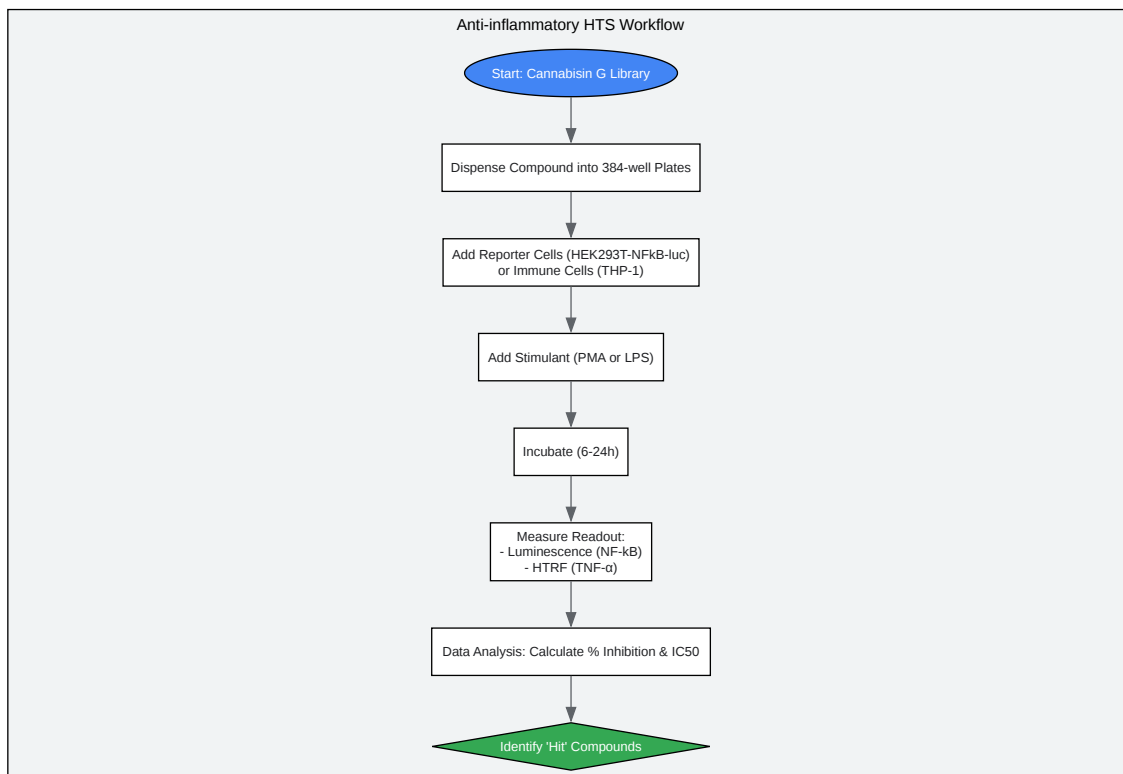 Anti-inflammatory HTS Workflow
Start: Cannabisin G Library
Dispense Compound into 384-well Plates
Add Reporter Cells (HEK293T-NFkB-luc)
or Immune Cells (THP-1)
Add Stimulant (PMA or LPS)
Incubate (6-24h)
Measure Readout:
- Luminescence (NF-kB)
- HTRF (TNF-α)
Data Analysis: Calculate % Inhibition & IC50
Identify 'Hit' Compounds